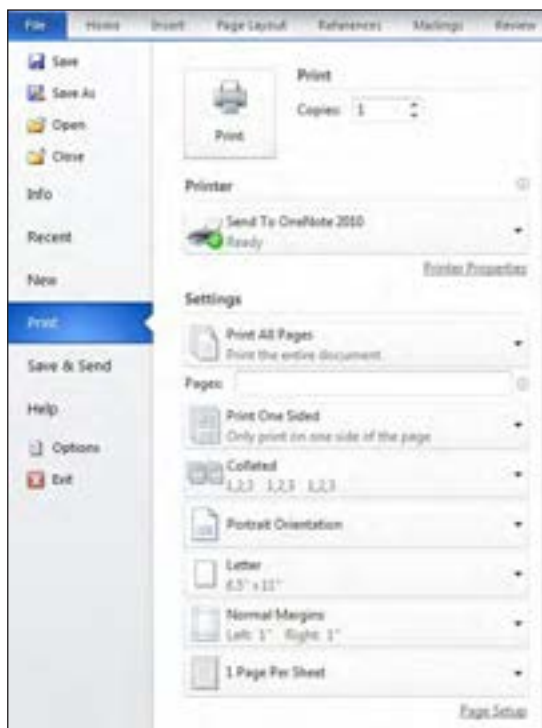 File Home Insert Page Layout References Mailings Review
Save
Save As
Open
Close
Info
Recent
New
Print
Save & Send
Help
Options
Exit
Print
Copies: 1
Print
Printer
Send To OneNote 2010
Ready
Printer Properties
Settings
Print All Pages
Print the entire document
Pages:
Print One Sided
Only print on one side of the page
Collated
1,2,3 1,2,3 1,2,3
Portrait Orientation
Letter
8.5" x 11"
Normal Margins
Left: 1" Right: 1"
1 Page Per Sheet
Page Setup